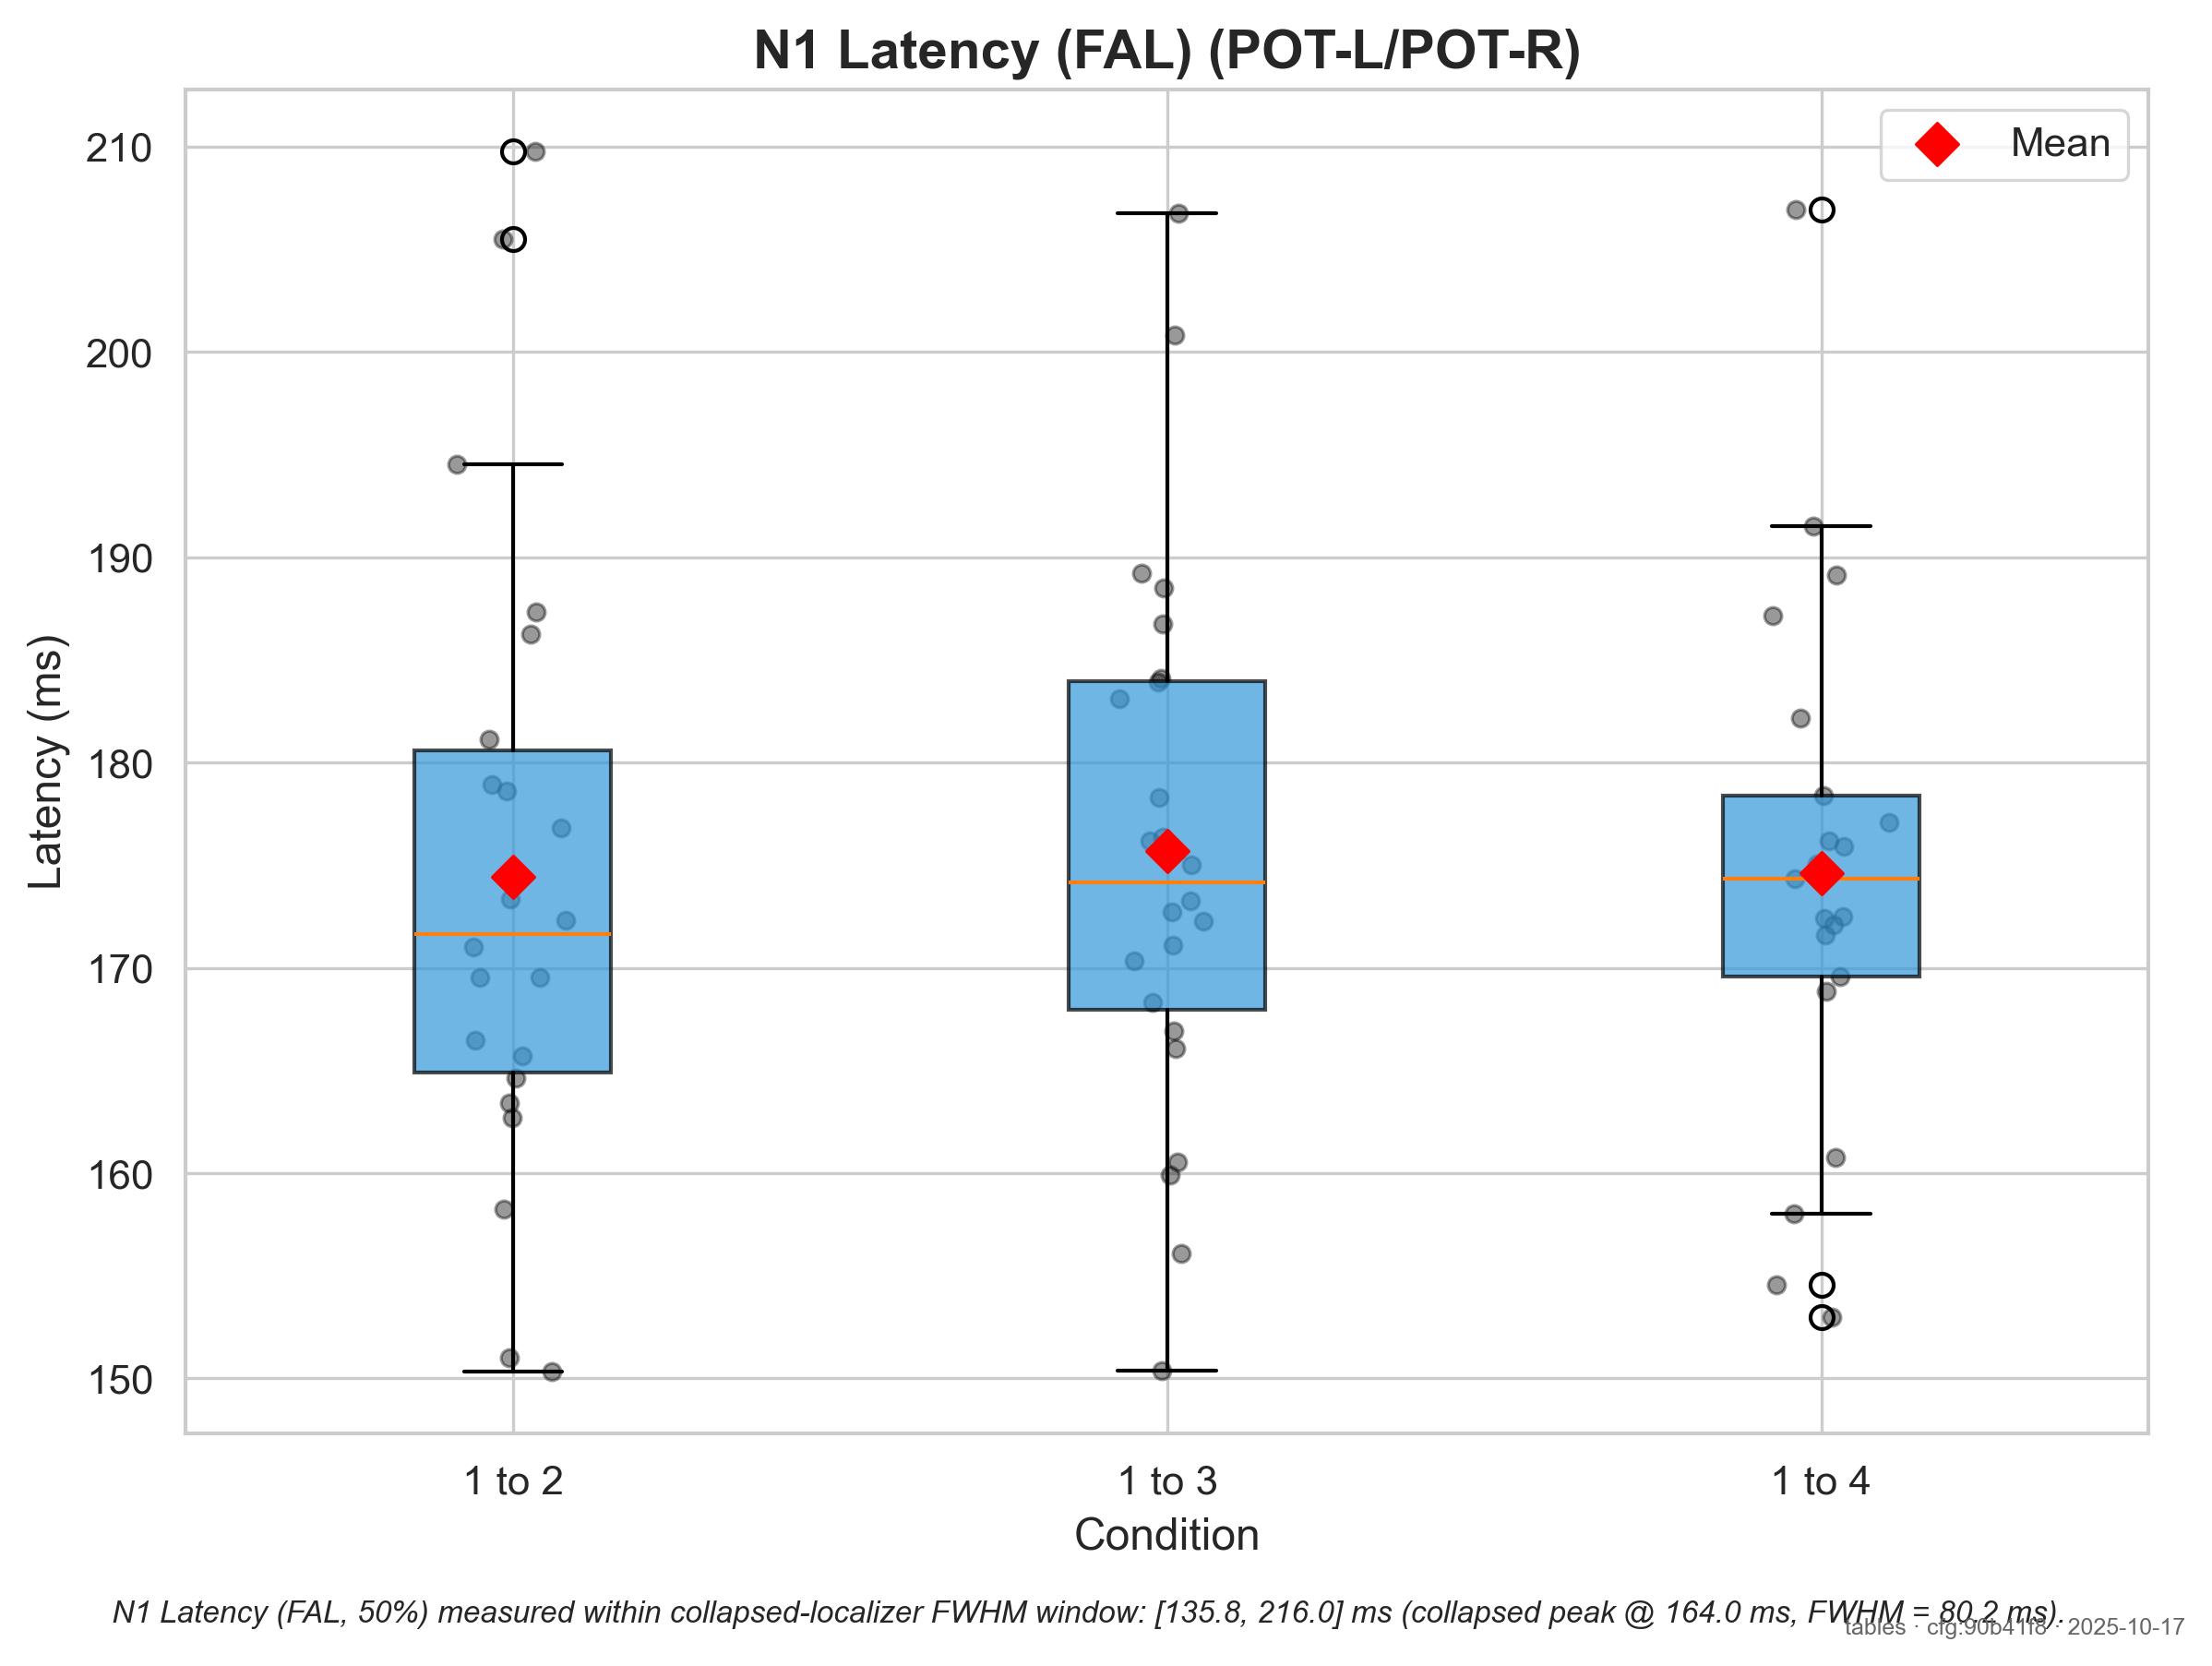 N1 Latency (FAL) (POT-L/POT-R)
Mean
210
200
190
180
170
160
150
Latency (ms)
1 to 2
1 to 3
1 to 4
Condition
N1 Latency (FAL, 50%) measured within collapsed-localizer FWHM window: [135.8, 216.0] ms (collapsed peak @ 164.0 ms, FWHM = 80.2 ms).
tables · cfg:90b41f8 · 2025-10-17